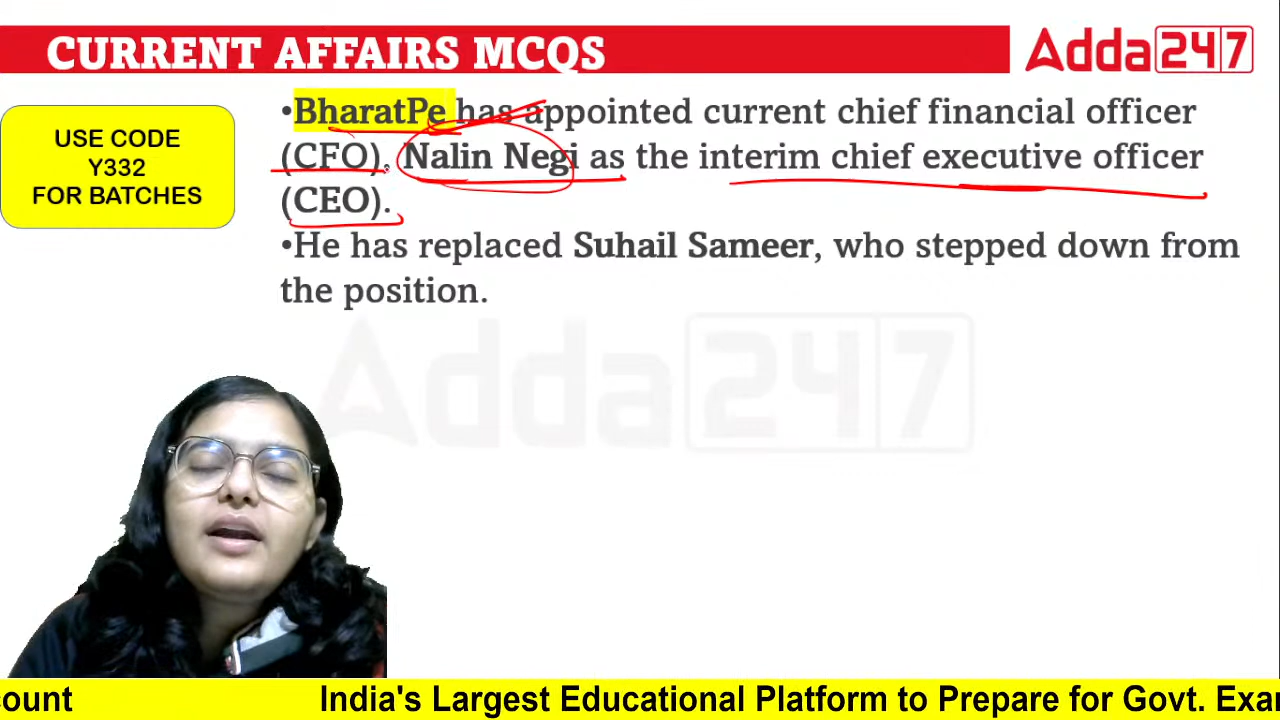 CURRENT AFFAIRS MCQS
Adda247
USE CODE
Y332
FOR BATCHES
•BharatPe has appointed current chief financial officer
(CFO), Nalin Negi as the interim chief executive officer
(CEO).
•He has replaced Suhail Sameer, who stepped down from
the position.
Adda247
count India's Largest Educational Platform to Prepare for Govt. Exa